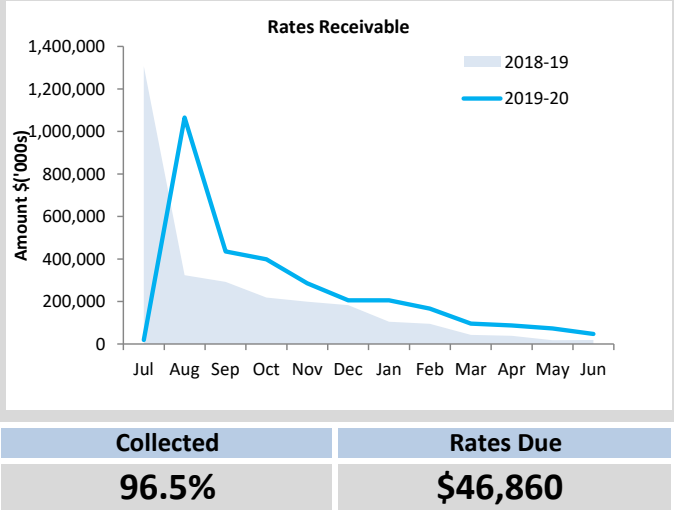 Rates Receivable
1,400,000
1,200,000
1,000,000
800,000
600,000
400,000
200,000
0
Amount $('000s)
2018-19
2019-20
Jul Aug Sep Oct Nov Dec Jan Feb Mar Apr May Jun
Collected Rates Due
96.5% $46,860